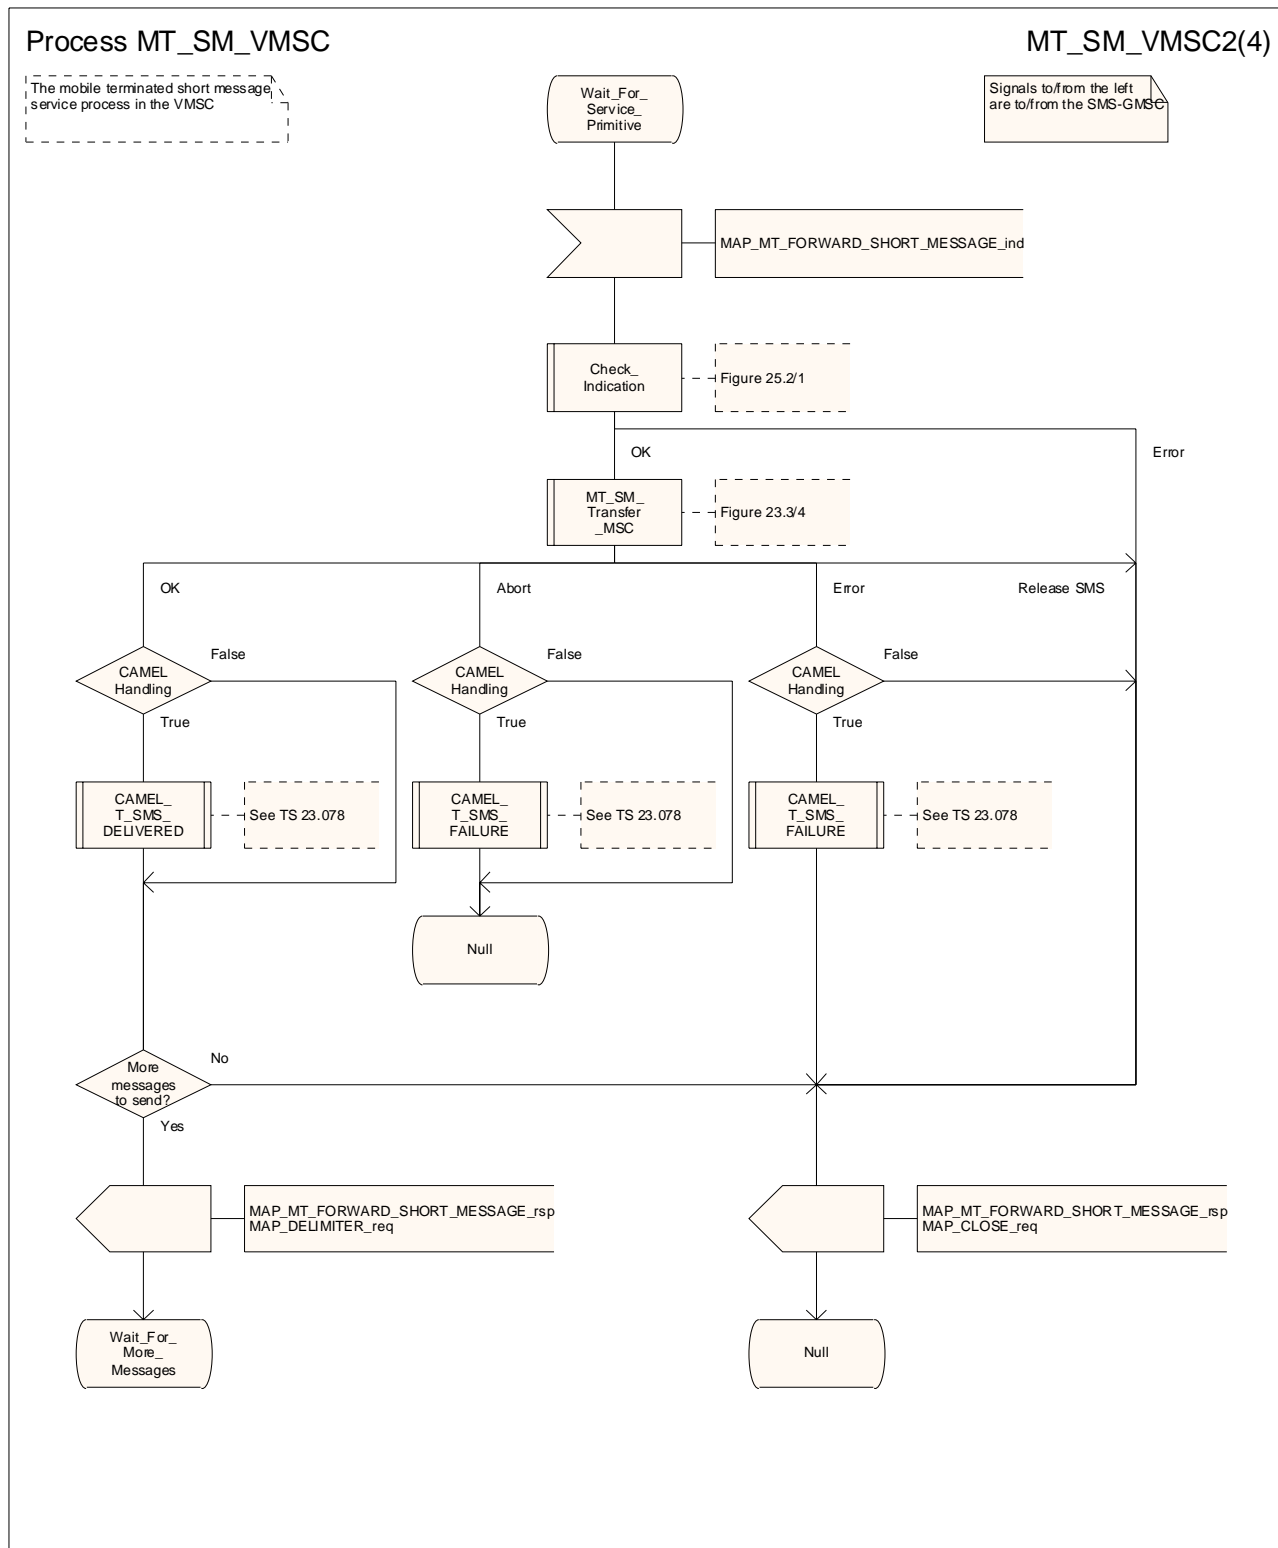 Process MT_SM_VMSC
MT_SM_VMSC2(4)
The mobile terminated short message
service process in the VMSC
Wait_For_
Service_
Primitive
Signals to/from the left
are to/from the SMS-GMSC
MAP_MT_FORWARD_SHORT_MESSAGE_ind
Check_
Indication
Figure 25.2/1
OK
Error
MT_SM_
Transfer
_MSC
Figure 23.3/4
OK
Abort
Error
Release SMS
CAMEL
Handling
False
True
CAMEL
Handling
False
True
CAMEL
Handling
False
True
CAMEL_
T_SMS_
DELIVERED
See TS 23.078
CAMEL_
T_SMS_
FAILURE
See TS 23.078
CAMEL_
T_SMS_
FAILURE
See TS 23.078
Null
More
messages
to send?
No
Yes
MAP_MT_FORWARD_SHORT_MESSAGE_rsp
MAP_DELIMITER_req
MAP_MT_FORWARD_SHORT_MESSAGE_rsp
MAP_CLOSE_req
Wait_For_
More_
Messages
Null